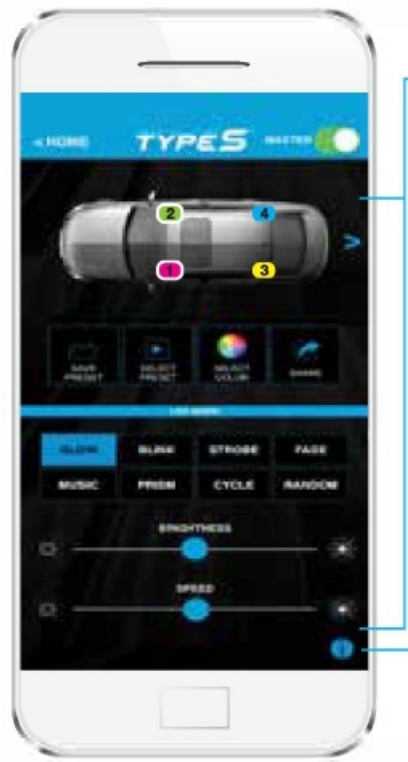 < HOME TYPE S MASTER
2 4
>
1 3
SAVE PRESET SELECT PRESET SELECT COLOR SHARE
GLOW BLINK STROBE FADE
MUSIC PRISM CYCLE RANDOM
BRIGHTNESS
SPEED